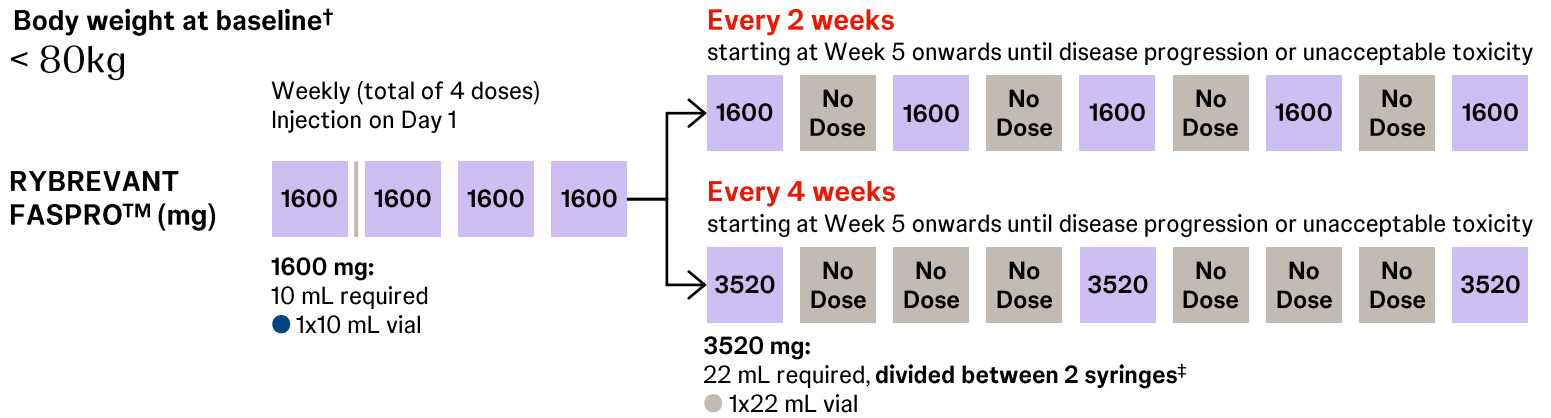 Body weight at baseline†
< 80kg
Weekly (total of 4 doses)
Injection on Day 1
RYBREVANT
FASPRO™ (mg)
1600 1600 1600 1600
1600 mg:
10 mL required
1x10 mL vial
Every 2 weeks
starting at Week 5 onwards until disease progression or unacceptable toxicity
1600 No Dose 1600 No Dose 1600 No Dose 1600 No Dose 1600
Every 4 weeks
starting at Week 5 onwards until disease progression or unacceptable toxicity
3520 No Dose No Dose No Dose 3520 No Dose No Dose No Dose 3520
3520 mg:
22 mL required, divided between 2 syringes‡
1x22 mL vial